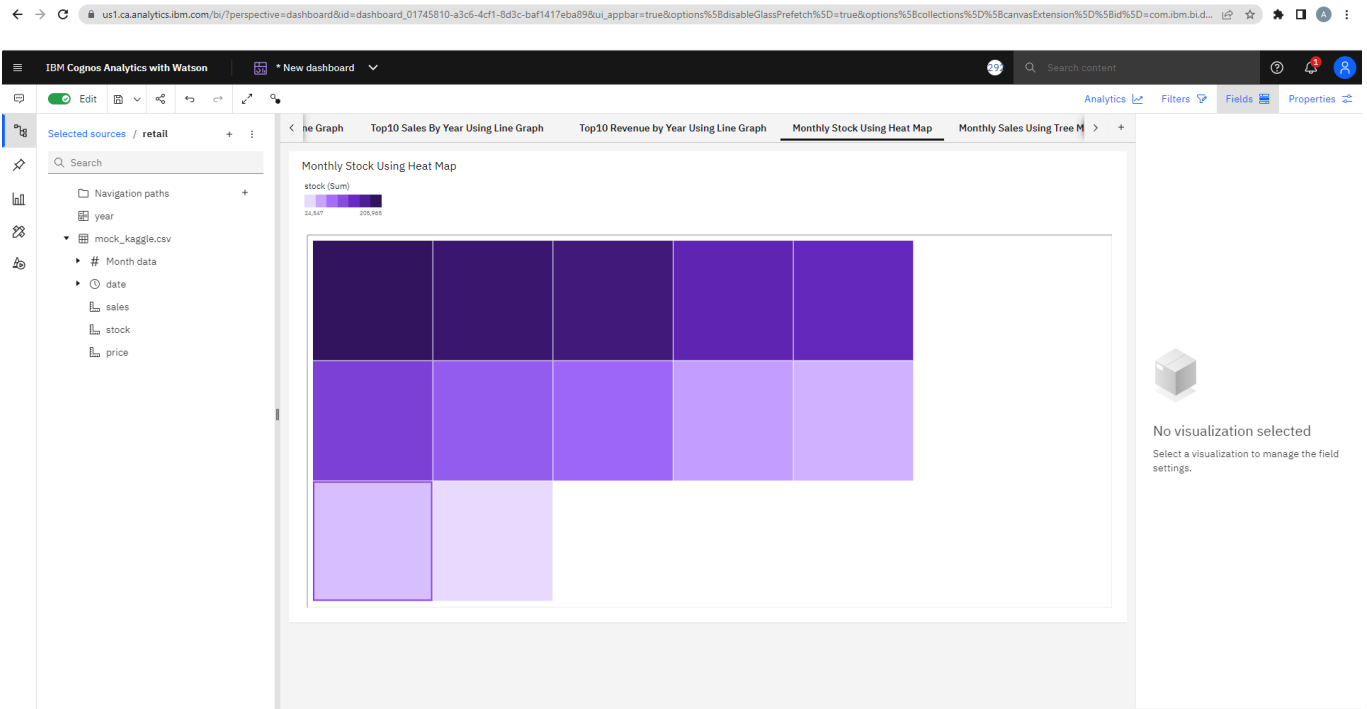 us1.ca.analytics.ibm.com/bi/?perspective=dashboard&id=dashboard_01745810-a3c6-4cf1-8d3c-baf1417eba89&ui_appbar=true&options%5BdisableGlassPrefetch%5D=true&options%5Bcollections%5D%5BcanvasExtension%5D%5Bid%5D=com.ibm.bi.d...
A
IBM Cognos Analytics with Watson
* New dashboard
292
Search content
1
Edit
Analytics
Filters
Fields
Properties
Selected sources / retail
ne Graph
Top10 Sales By Year Using Line Graph
Top10 Revenue by Year Using Line Graph
Monthly Stock Using Heat Map
Monthly Sales Using Tree M
Search
Navigation paths
year
mock_kaggle.csv
Month data
date
sales
stock
price
Monthly Stock Using Heat Map
stock (Sum)
24,547 205,965
No visualization selected
Select a visualization to manage the field
settings.